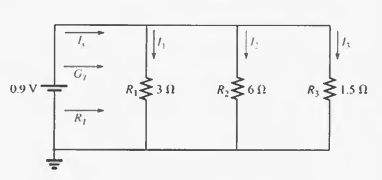 I_s I_1 I_2 I_3
G_T
0.9 V R_1 3 Ω R_2 6 Ω R_3 1.5 Ω
R_T